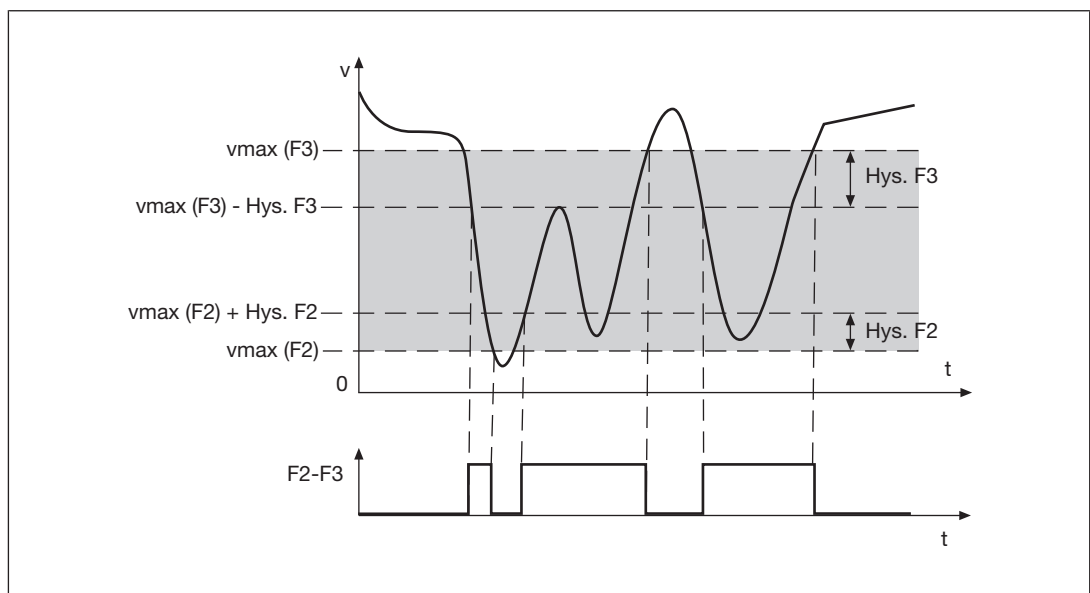 v
vmax (F3)
Hys. F3
vmax (F3) - Hys. F3
vmax (F2) + Hys. F2
Hys. F2
vmax (F2)
t
0
F2-F3
t